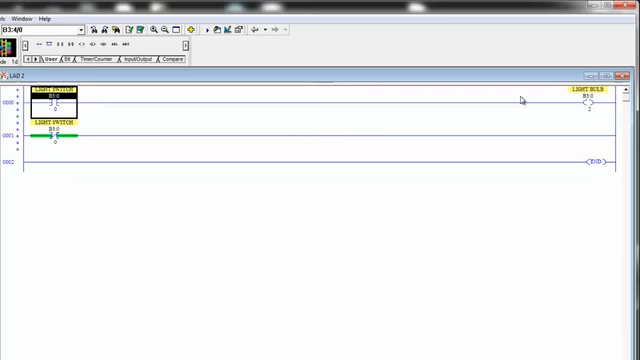 ls Window Help
B3:4/0
User Bit Timer/Counter Input/Output Compare
LAD 2
LIGHT SWITCH LIGHT BULB
0000 B3:0 B3:0
0 2
LIGHT SWITCH
0001 B3:0
0
0002 END